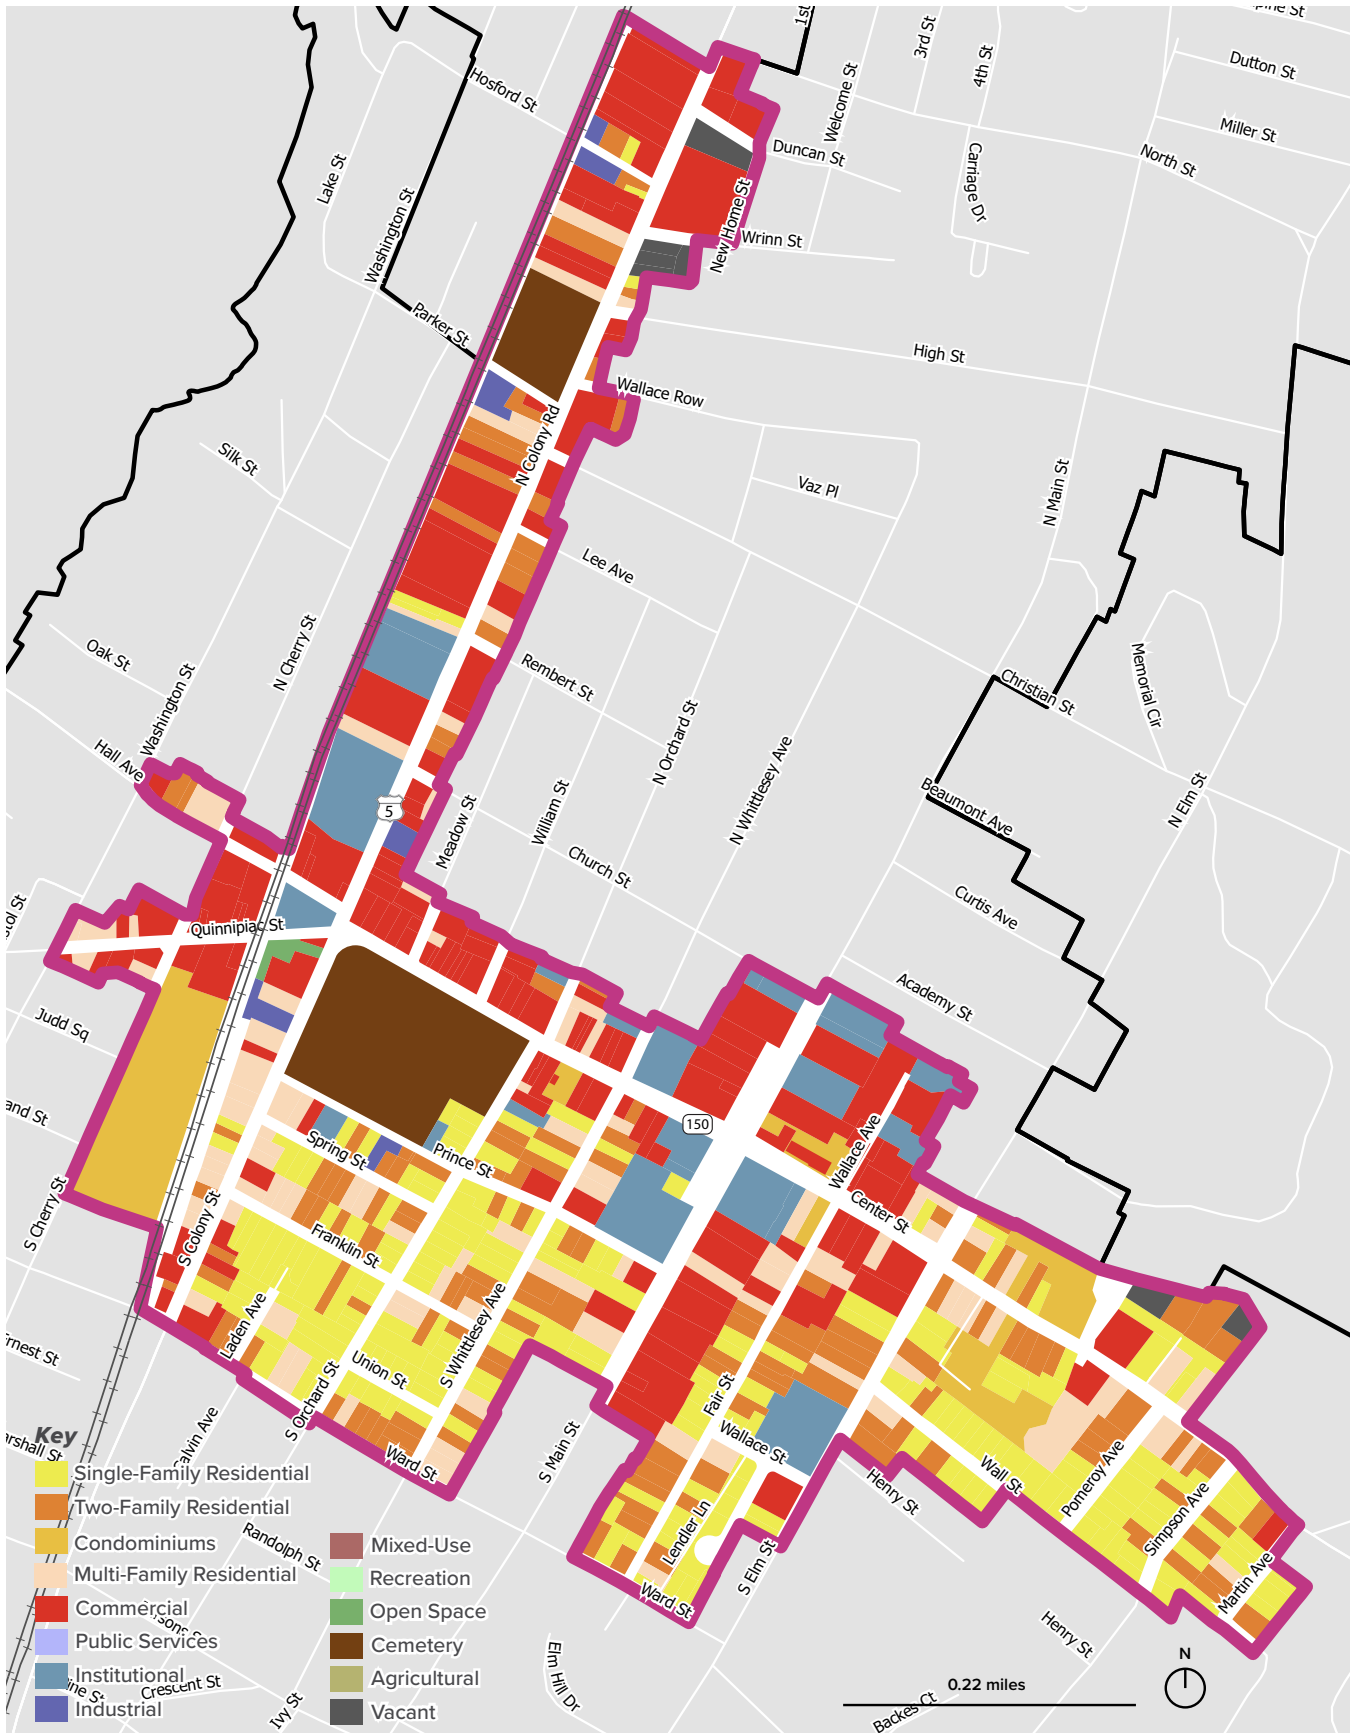 1st
3rd St
4th St
Dutton St
Hosford St
Welcome St
Miller St
Duncan St
North St
Lake St
Carriage Dr
Washington St
New Home St
Wrinn St
Parker St
High St
Wallace Row
N Colony Rd
Silk St
Vaz Pl
N Main St
Lee Ave
Oak St
N Cherry St
Rembert St
Christian St
Memorial Cir
Washington St
N Orchard St
Hall Ave
N Whittlesey Ave
5
Beaumont Ave
N Elm St
Meadow St
William St
Church St
Curtis Ave
Quinnipiac St
Academy St
Judd Sq
150
Spring St
Prince St
Wallace Ave
S Cherry St
S Colony St
Center St
Franklin St
Laden Ave
S Whittlesey Ave
Union St
S Orchard St
Fair St
Ward St
S Main St
Wallace St
Wall St
Henry St
Pomeroy Ave
Simpson Ave
Lendler Ln
S Elm St
Martin Ave
Ward St
Randolph St
Henry St
Elm Hill Dr
Crescent St
Ivy St
Backes Ct
Key
Single-Family Residential
Two-Family Residential
Condominiums
Multi-Family Residential
Commercial
Public Services
Institutional
Industrial
Mixed-Use
Recreation
Open Space
Cemetery
Agricultural
Vacant
0.22 miles
N